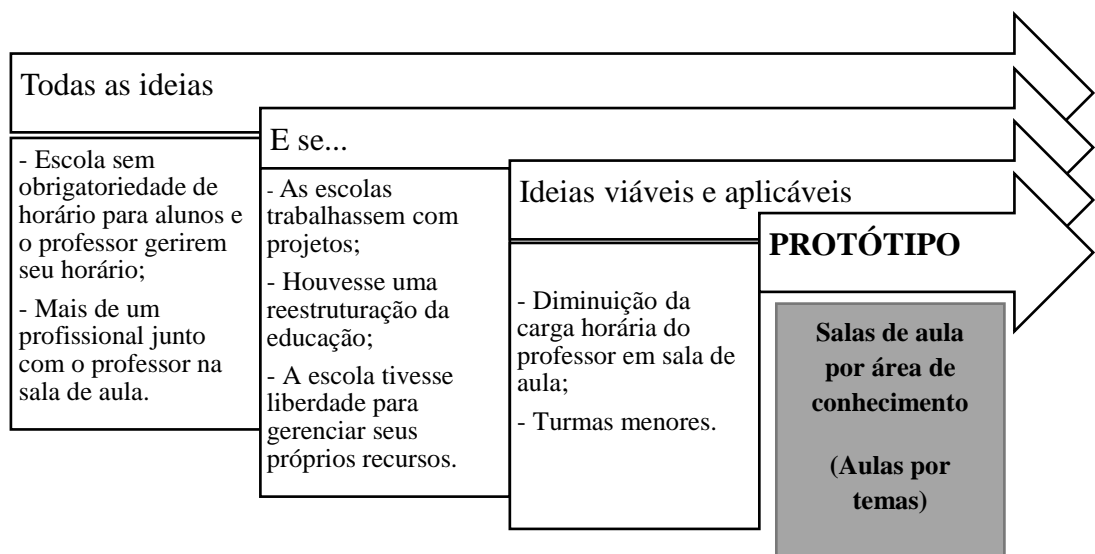 Todas as ideias
- Escola sem
obrigatoriedade de
horário para alunos e
o professor gerirem
seu horário;
- Mais de um
profissional junto
com o professor na
sala de aula.
E se...
- As escolas
trabalhassem com
projetos;
- Houvesse uma
reestruturação da
educação;
- A escola tivesse
liberdade para
gerenciar seus
próprios recursos.
Ideias viáveis e aplicáveis
- Diminuição da
carga horária do
professor em sala de
aula;
- Turmas menores.
PROTÓTIPO
Salas de aula
por área de
conhecimento
(Aulas por
temas)